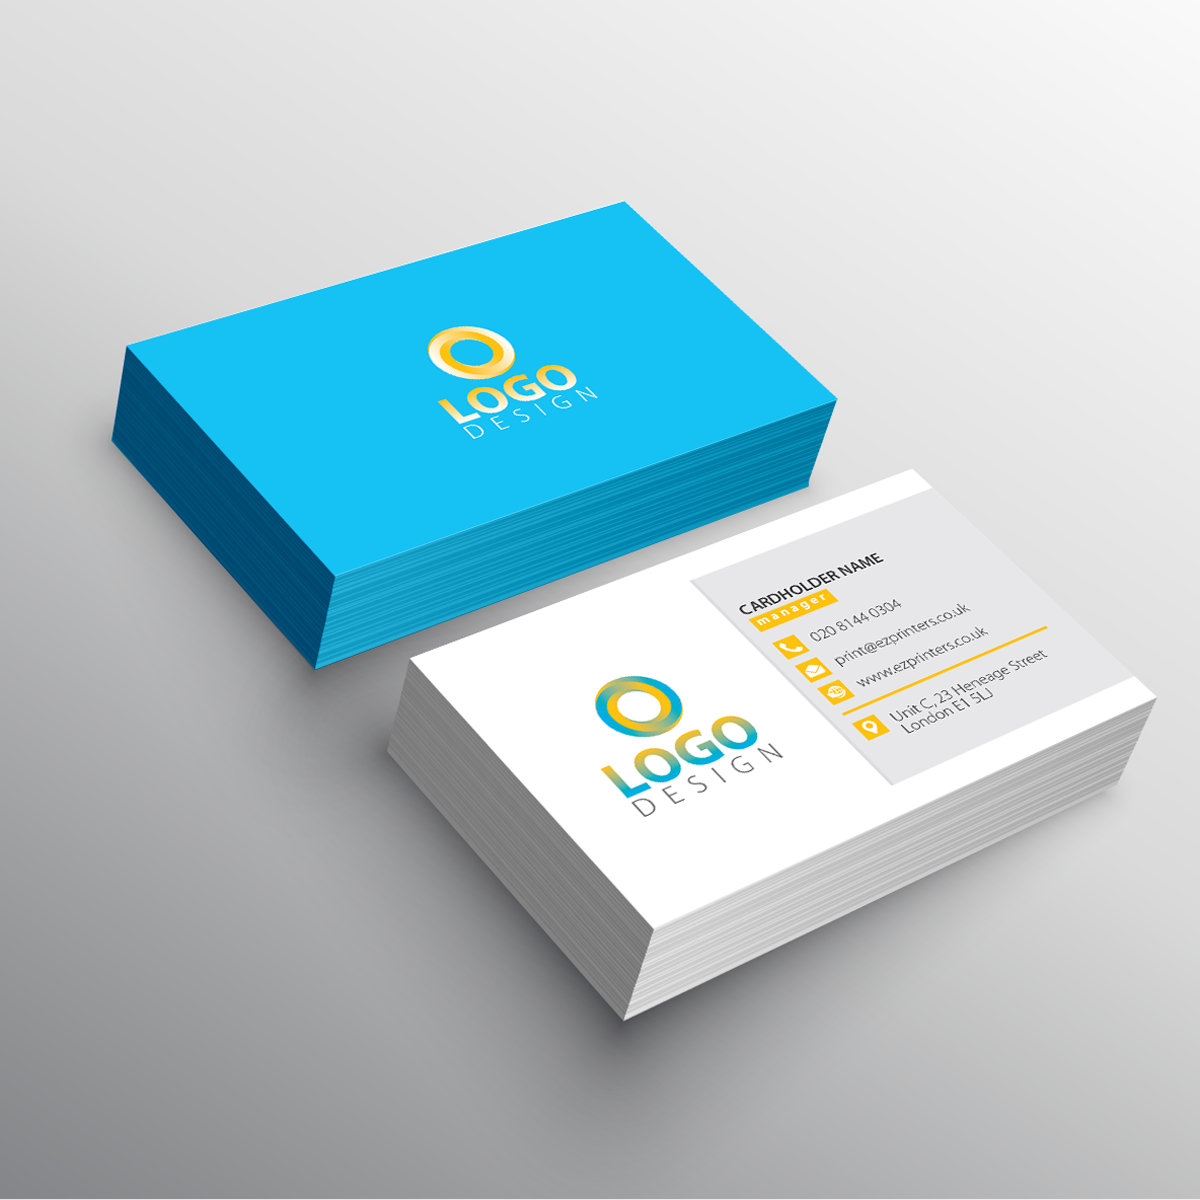 LOGO
DESIGN
CARDHOLDER NAME
manager
020 8144 0304
print@ezprinters.co.uk
www.ezprinters.co.uk
Unit C, 23 Heneage Street
London E1 5LJ
LOGO
DESIGN